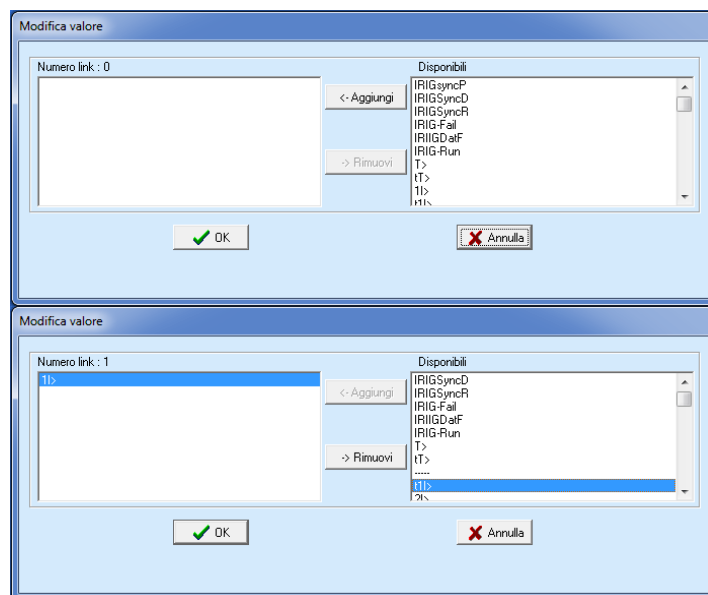 Modifica valore
Numero link : 0
Disponibili
<- Aggiungi
-> Rimuovi
IRIGsyncP
IRIGSyncD
IRIGSyncR
IRIG-Fail
IRIIGDatF
IRIG-Run
T>
tT>
1I>
t1I>
OK
Annulla
Modifica valore
Numero link : 1
Disponibili
1I>
<- Aggiungi
-> Rimuovi
IRIGSyncD
IRIGSyncR
IRIG-Fail
IRIIGDatF
IRIG-Run
T>
tT>
-----
t1I>
2I>
OK
Annulla